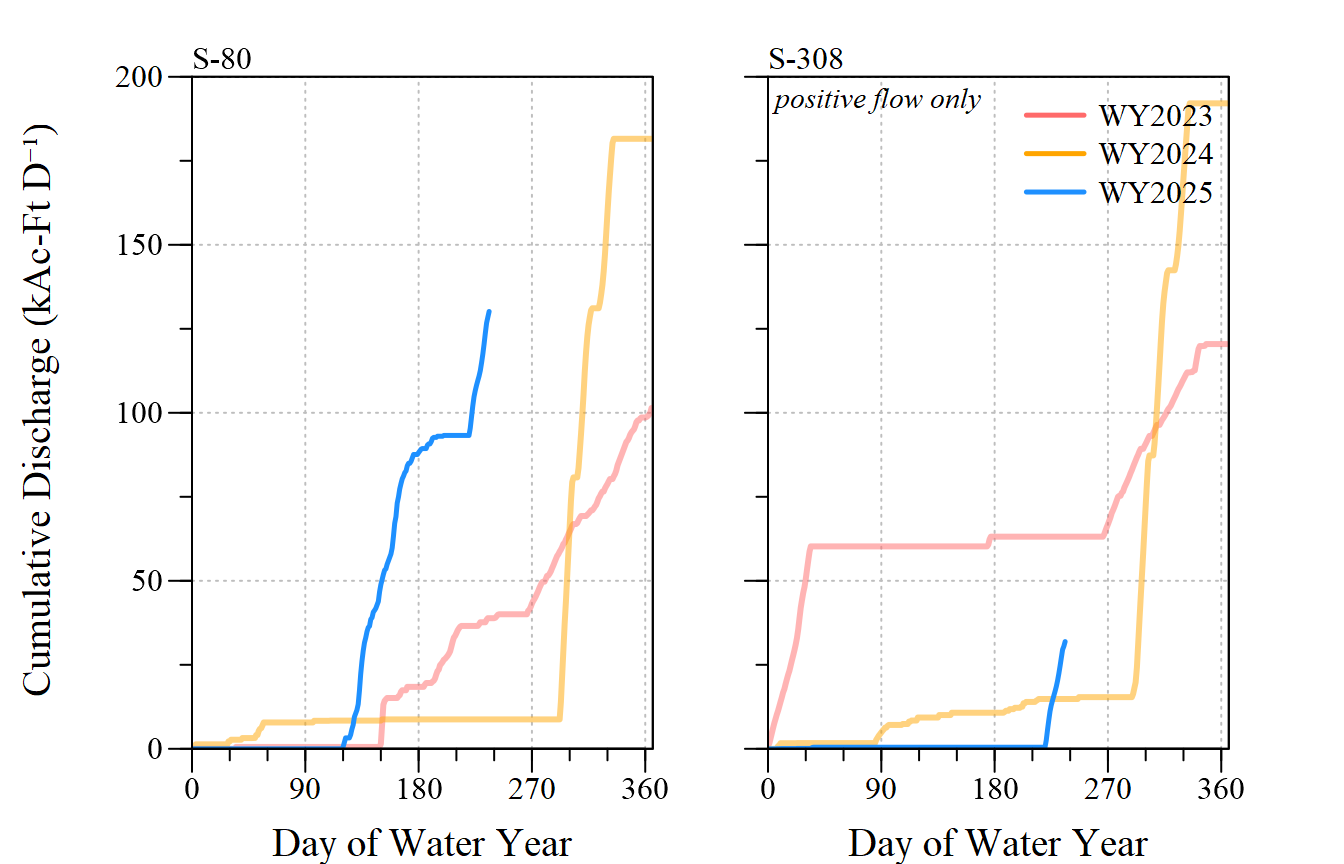 S-80
S-308
positive flow only
WY2023
WY2024
WY2025
Cumulative Discharge (kAc-Ft D⁻¹)
200
150
100
50
0
0 90 180 270 360
0 90 180 270 360
Day of Water Year
Day of Water Year